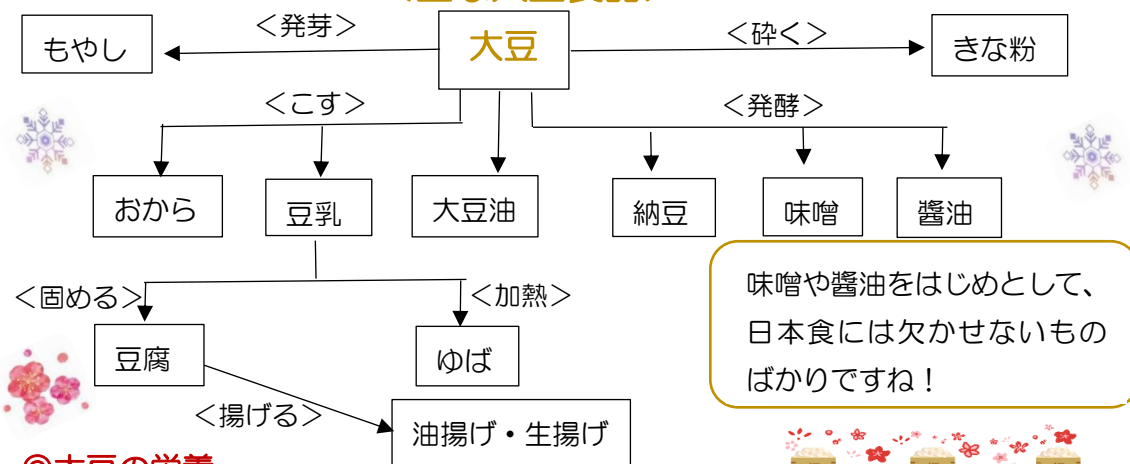 <発芽>
<砕く>
もやし
大豆
きな粉
<こす>
<発酵>
おから
豆乳
大豆油
納豆
味噌
醬油
<固める>
<加熱>
味噌や醬油をはじめとして、
日本食には欠かせないもの
ばかりですね！
豆腐
ゆば
<揚げる>
油揚げ・生揚げ